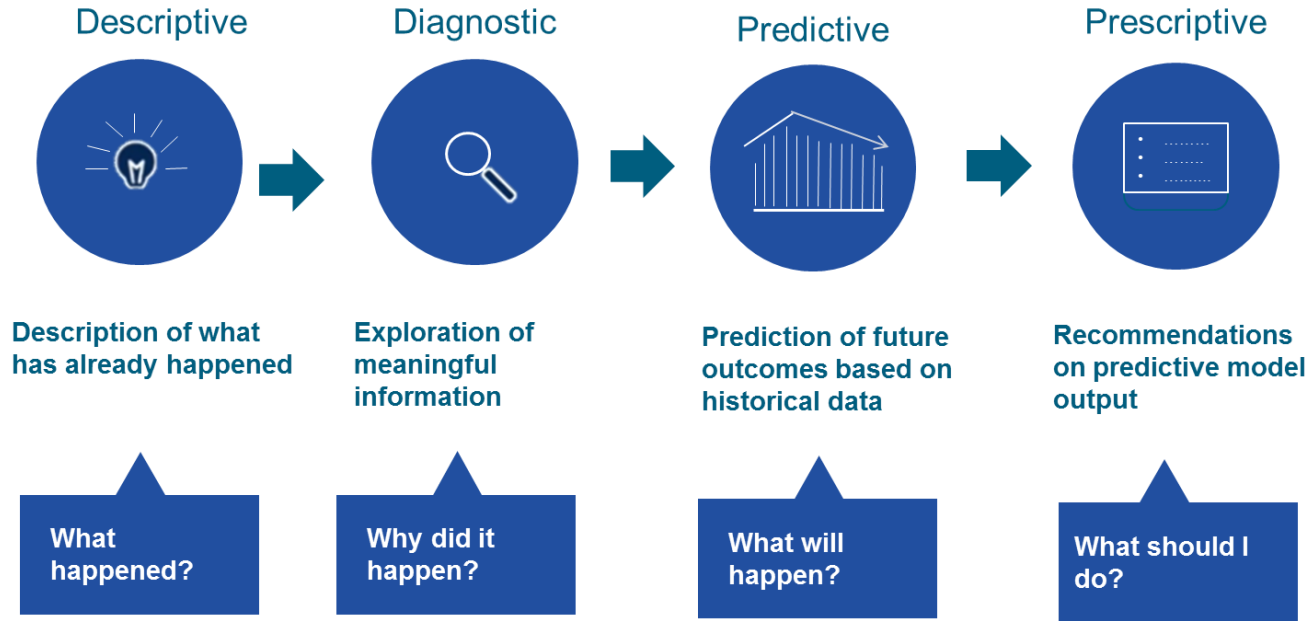 Descriptive
Diagnostic
Predictive
Prescriptive
Description of what
has already happened
Exploration of
meaningful
information
Prediction of future
outcomes based on
historical data
Recommendations
on predictive model
output
What
happened?
Why did it
happen?
What will
happen?
What should I
do?